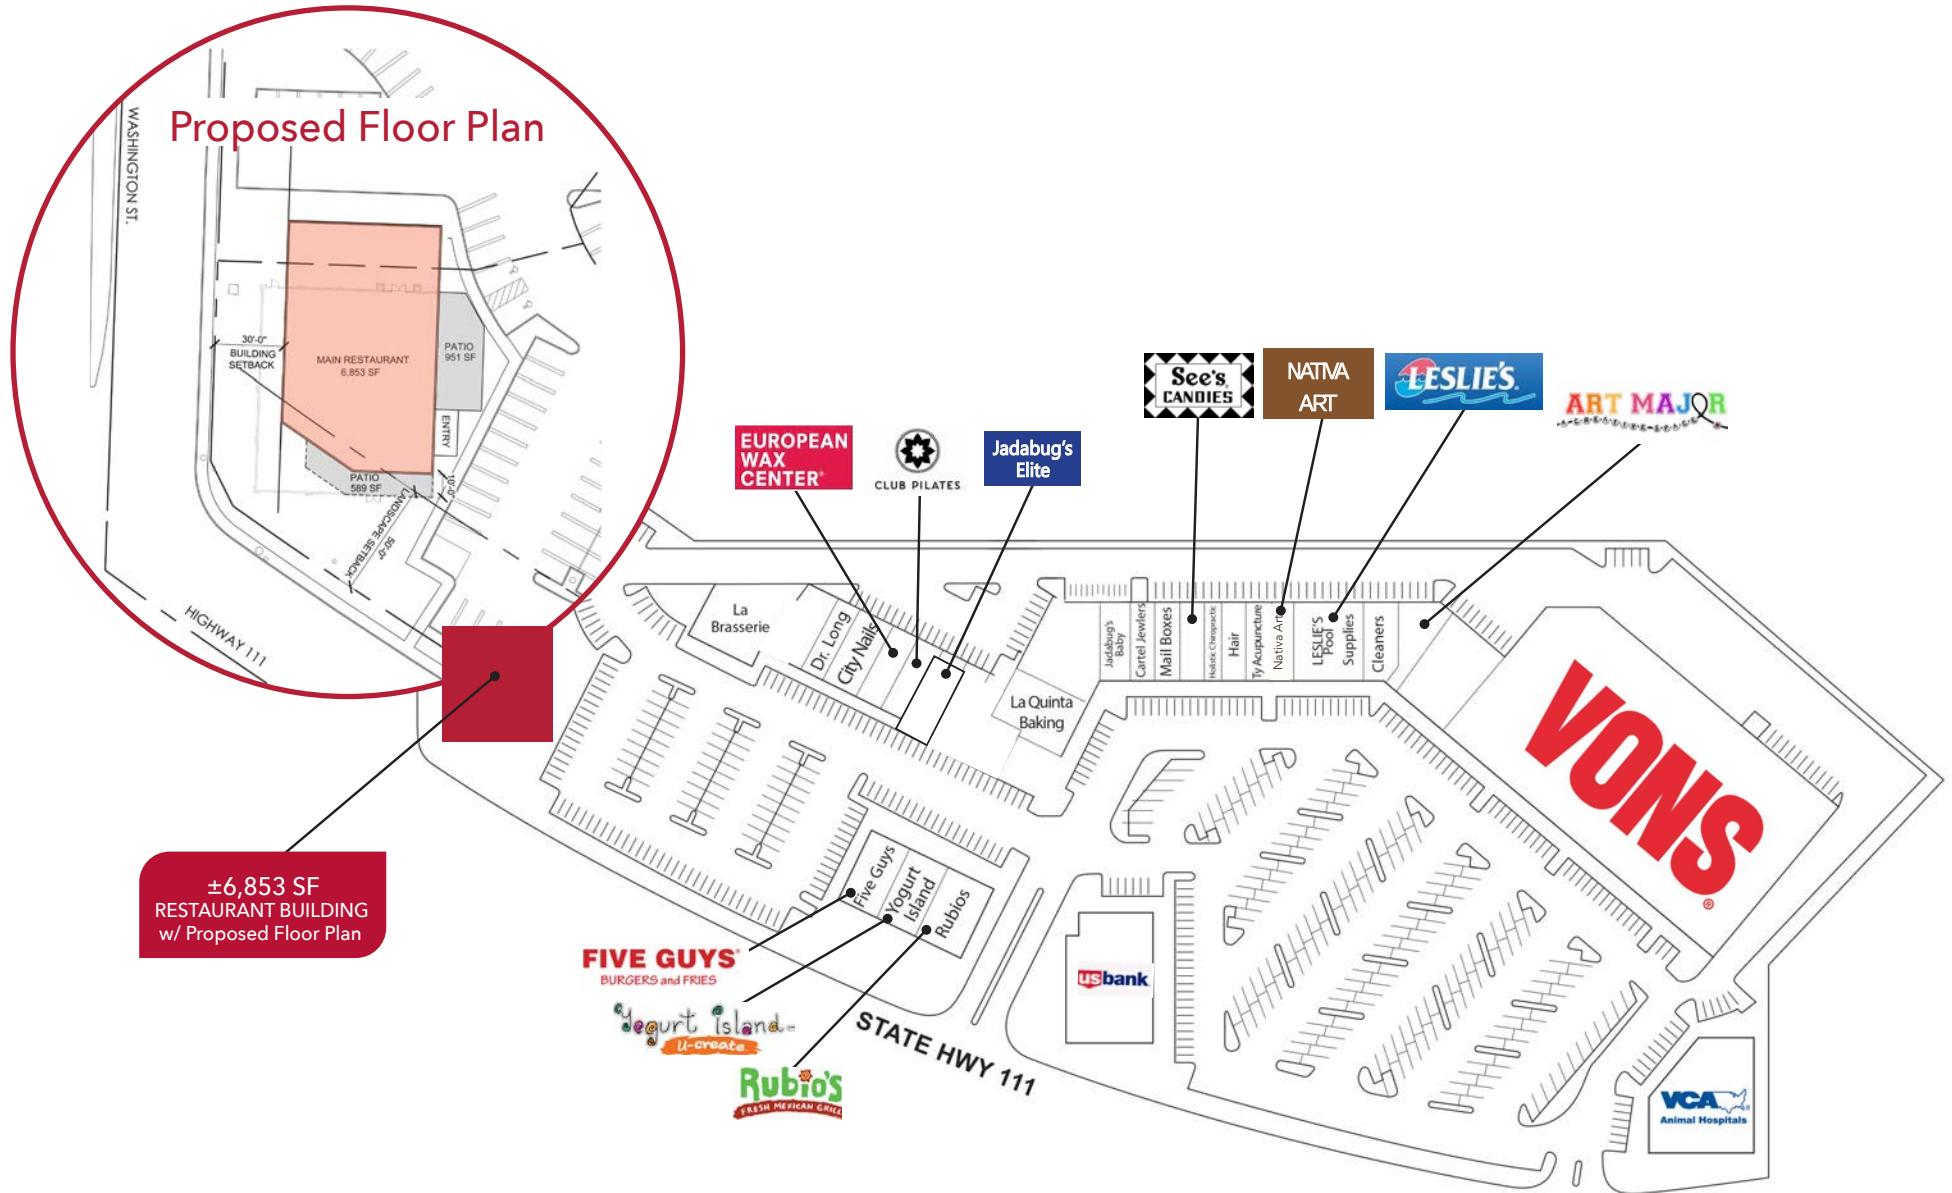 Proposed Floor Plan
WASHINGTON ST.
30'-0"
BUILDING
SETBACK
MAIN RESTAURANT
6,853 SF
PATIO
951 SF
ENTRY
PATIO
589 SF
10'-0"
50'-0"
LANDSCAPE SETBACK
HIGHWAY 111
±6,853 SF
RESTAURANT BUILDING
w/ Proposed Floor Plan
EUROPEAN
WAX
CENTER
CLUB PILATES
Jadabug's
Elite
See's
CANDIES
NATIVA
ART
LESLIE'S.
ART MAJOR
A CREATIVE SPACE
La
Brasserie
Dr. Long
City Nails
La Quinta
Baking
Jadabug's
Baby
Cartel Jewlers
Mail Boxes
Holistic Chiropractic
Hair
Ty Acupuncture
Nativa Art
LESLIE'S
Pool
Supplies
Cleaners
VONS®
Five Guys
Yogurt
Island
Rubios
FIVE GUYS®
BURGERS and FRIES
Yogurt Island
U-create
Rubio's
FRESH MEXICAN GRILL
STATE HWY 111
usbank
VCA
Animal Hospitals